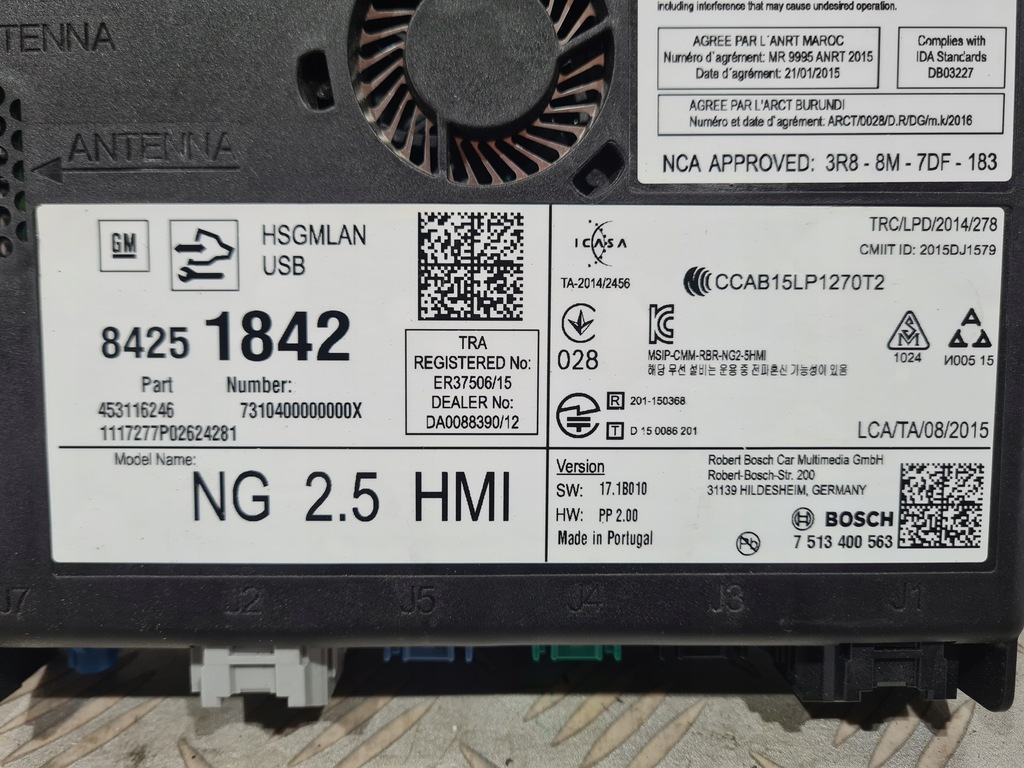 TENNA
ANTENNA
including interference that may cause undesired operation.
AGREE PAR L'ANRT MAROC
Numéro d'agrément: MR 9995 ANRT 2015
Date d'agrément: 21/01/2015
Complies with
IDA Standards
DB03227
AGREE PAR L'ARCT BURUNDI
Numéro et date d'agrément: ARCT/0028/D.R/DG/m.k/2016
NCA APPROVED: 3R8 - 8M - 7DF - 183
GM
HSGMLAN
USB
8425 1842
Part Number:
453116246 7310400000000X
1117277P02624281
TRA
REGISTERED No:
ER37506/15
DEALER No:
DA0088390/12
Model Name:
NG 2.5 HMI
ICASA
TA-2014/2456
TRC/LPD/2014/278
CMIIT ID: 2015DJ1579
CCAB15LP1270T2
028
MSIP-CMM-RBR-NG2-5HMI
해당 무선 설비는 운용 중 전파혼신 가능성이 있음
1024
И005 15
R 201-150368
T D 15 0086 201
LCA/TA/08/2015
Version
SW: 17.1B010
HW: PP 2.00
Made in Portugal
Robert Bosch Car Multimedia GmbH
Robert-Bosch-Str. 200
31139 HILDESHEIM, GERMANY
BOSCH
7 513 400 563
J7 J2 J5 J4 J3 J1